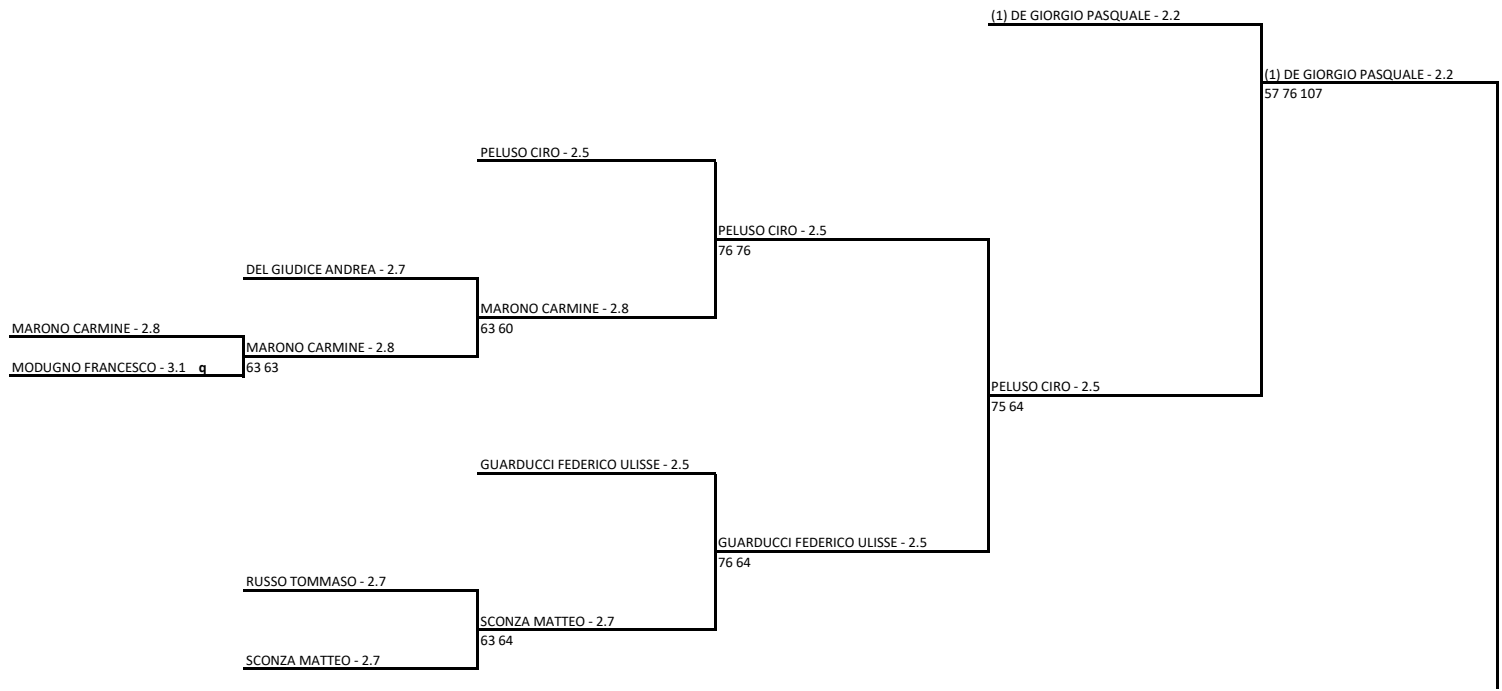 (1) DE GIORGIO PASQUALE - 2.2
(1) DE GIORGIO PASQUALE - 2.2
57 76 107
PELUSO CIRO - 2.5
PELUSO CIRO - 2.5
76 76
DEL GIUDICE ANDREA - 2.7
MARONO CARMINE - 2.8
63 60
MARONO CARMINE - 2.8
MARONO CARMINE - 2.8
MODUGNO FRANCESCO - 3.1 q
63 63
PELUSO CIRO - 2.5
75 64
GUARDUCCI FEDERICO ULISSE - 2.5
GUARDUCCI FEDERICO ULISSE - 2.5
76 64
RUSSO TOMMASO - 2.7
SCONZA MATTEO - 2.7
63 64
SCONZA MATTEO - 2.7